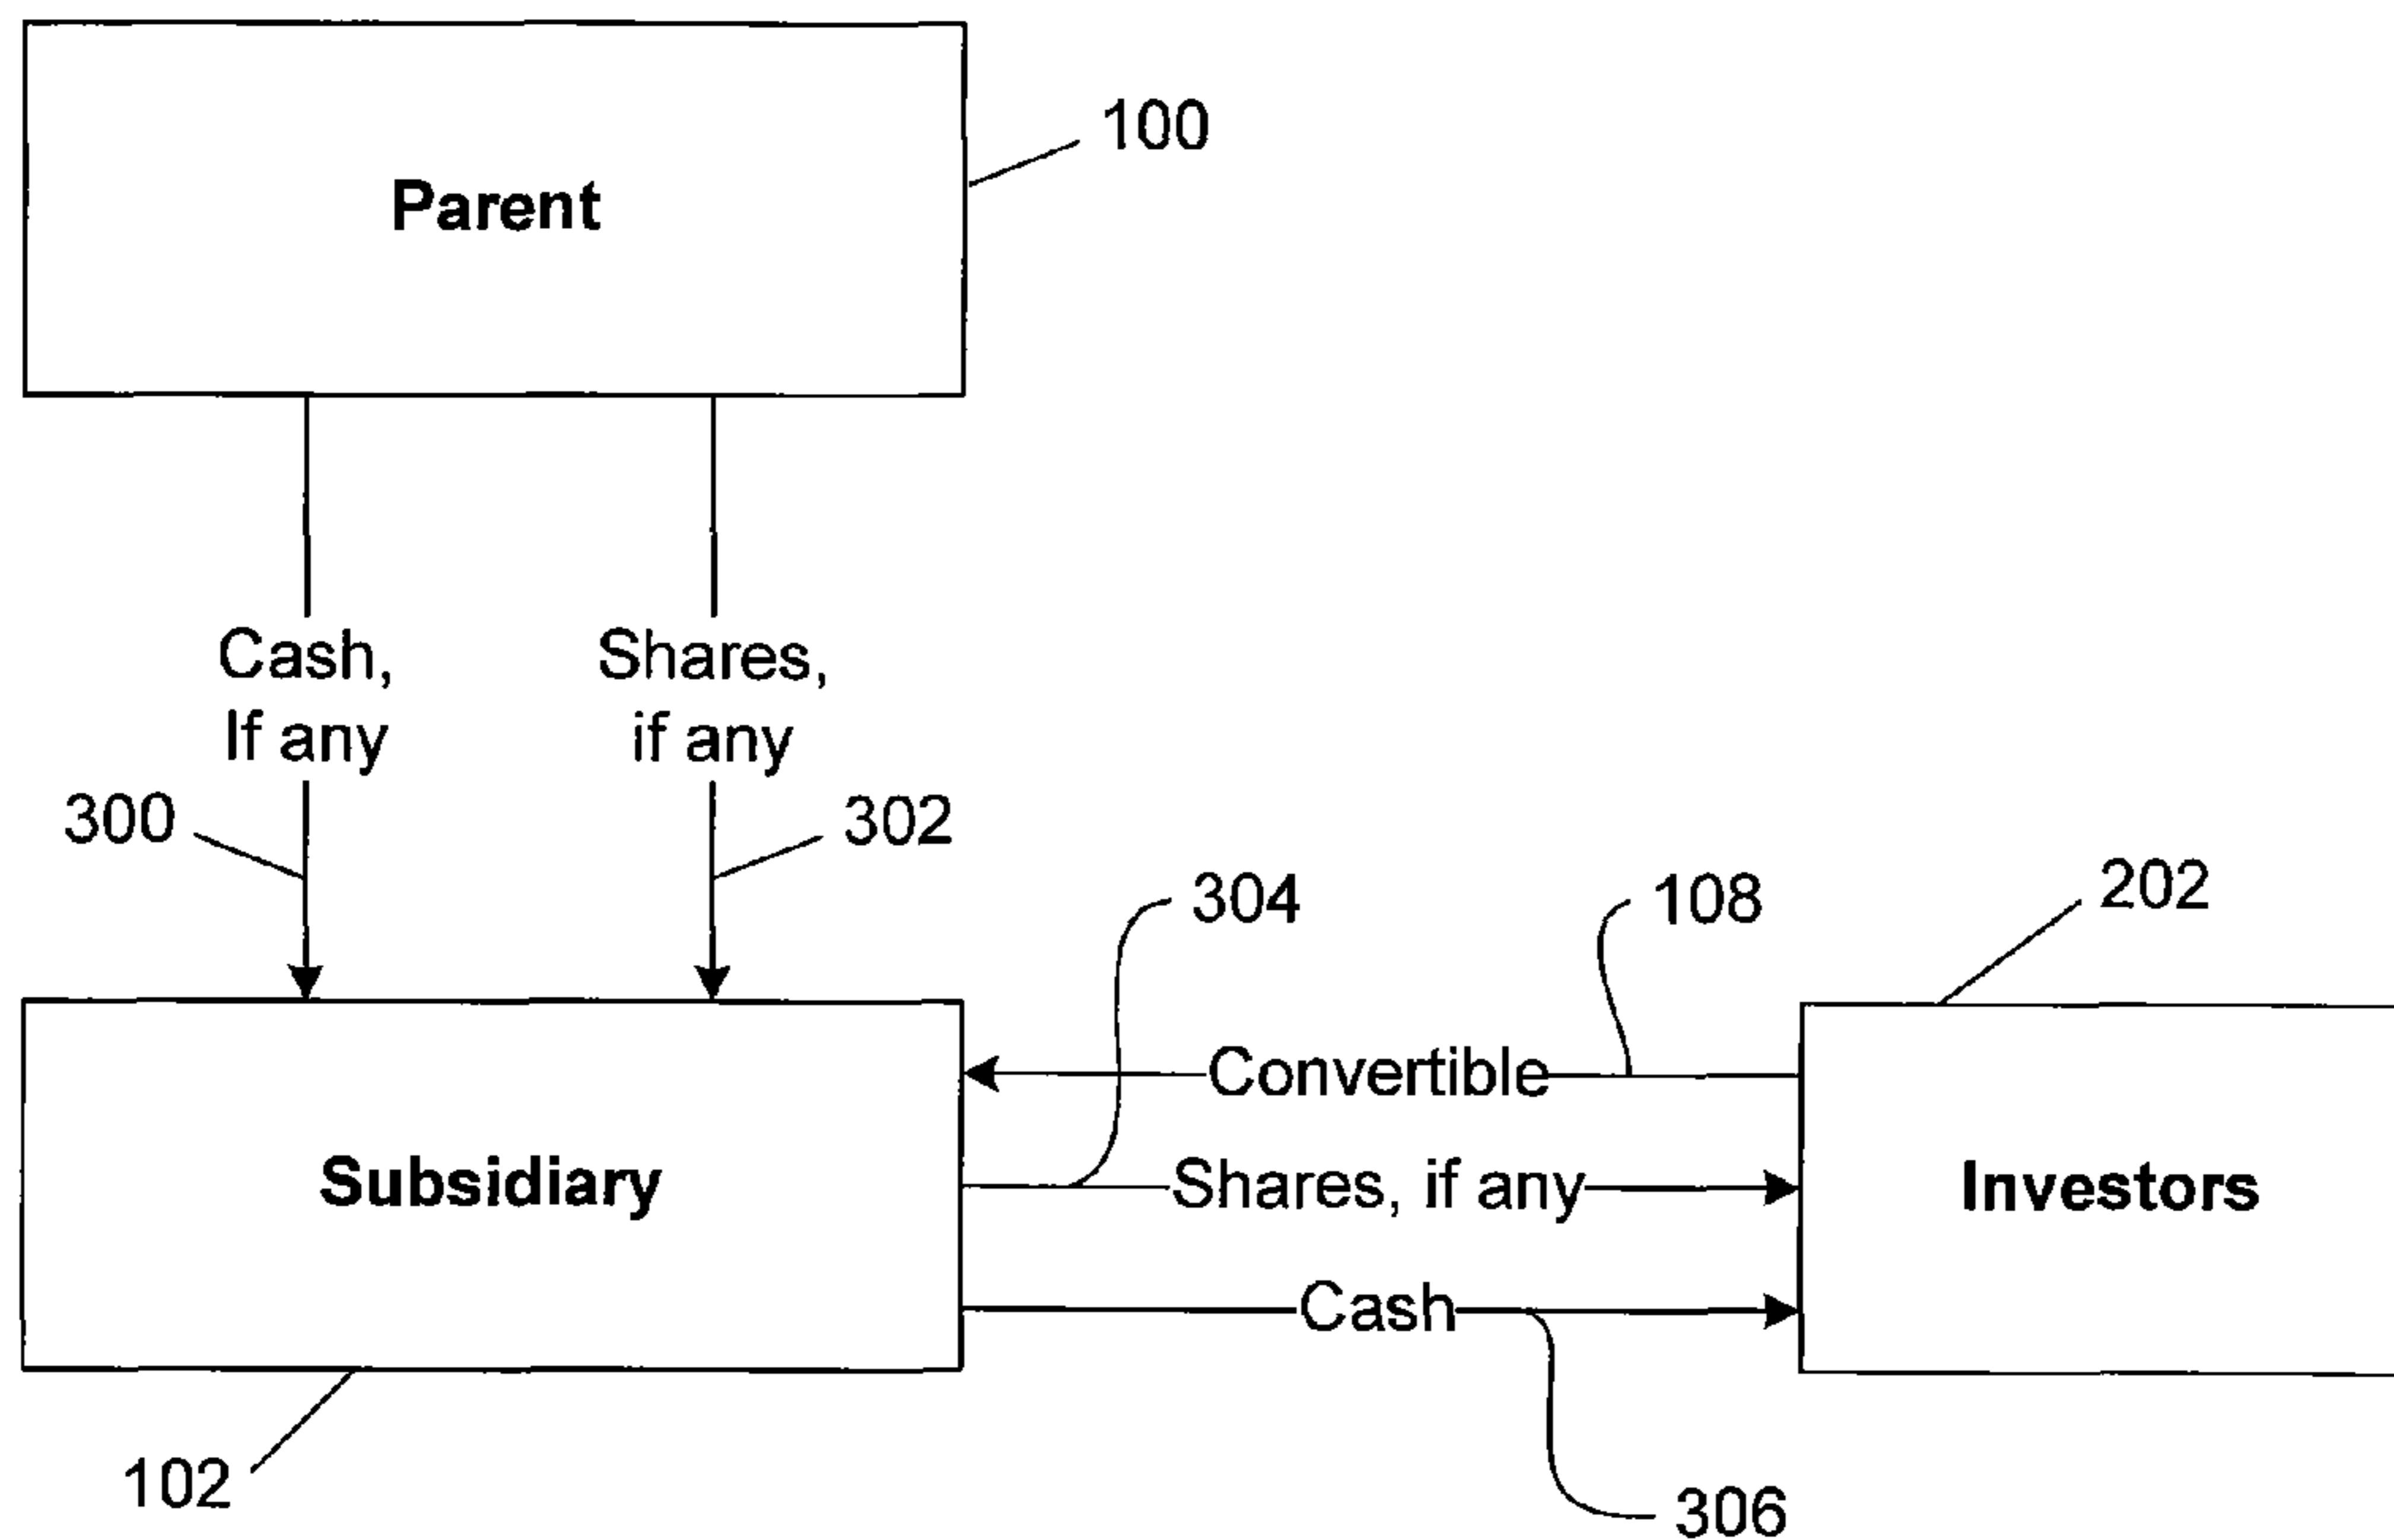 100
Parent
Cash,
If any
Shares,
if any
300
302
304
108
202
Convertible
Subsidiary
Shares, if any
Investors
Cash
102
306